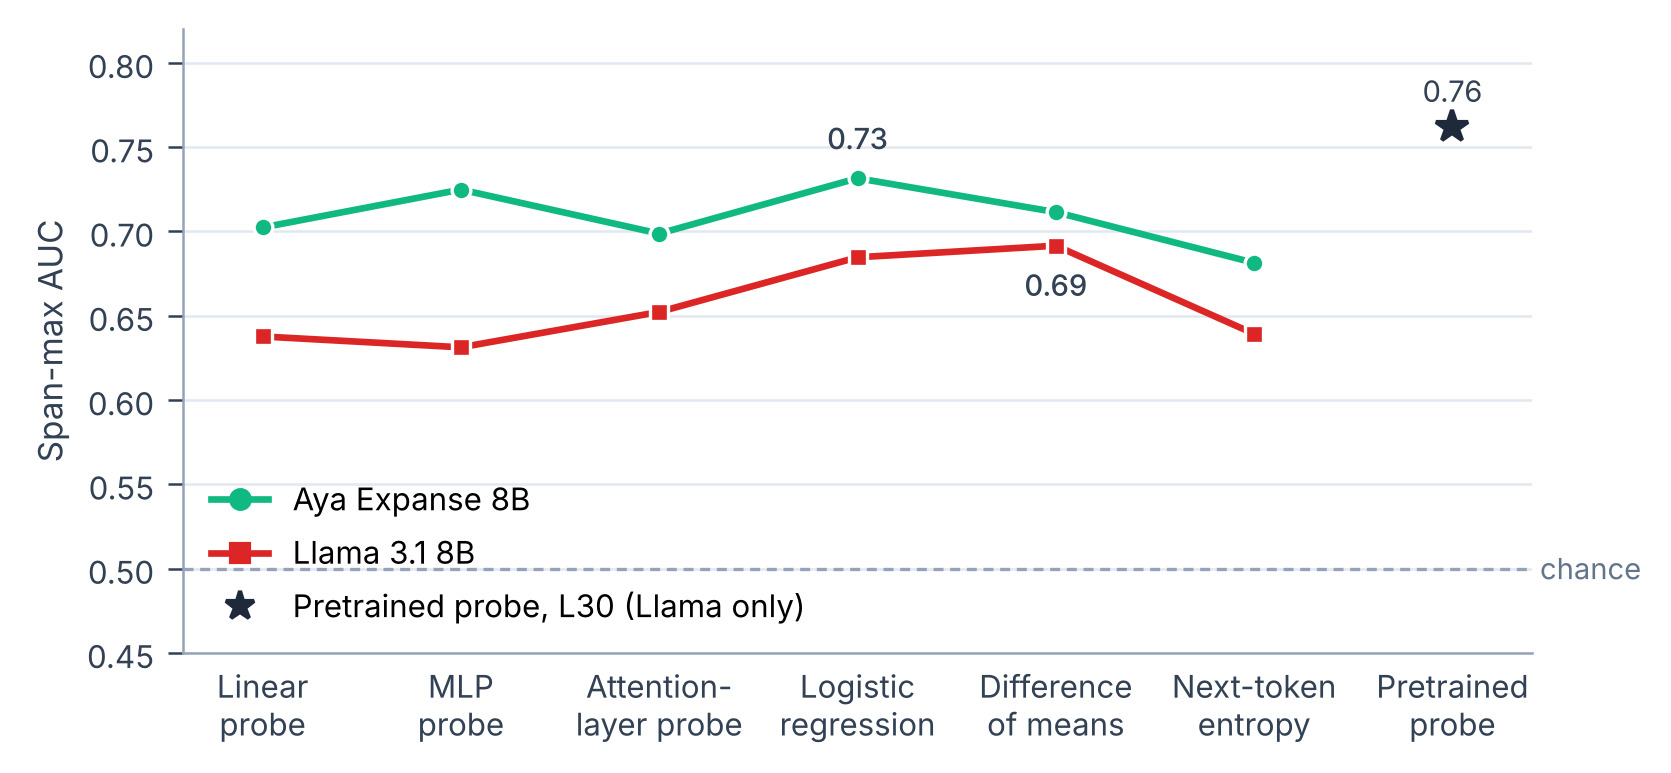 0.80
0.75
0.70
0.65
0.60
0.55
0.50
0.45
Span-max AUC
0.73
0.69
0.76
Aya Expanse 8B
Llama 3.1 8B
Pretrained probe, L30 (Llama only)
chance
Linear
probe
MLP
probe
Attention-
layer probe
Logistic
regression
Difference
of means
Next-token
entropy
Pretrained
probe